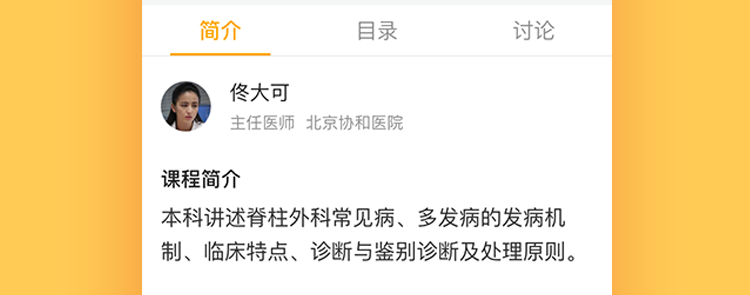 简介 目录 讨论
佟大可
主任医师 北京协和医院
课程简介
本科讲述脊柱外科常见病、多发病的发病机
制、临床特点、诊断与鉴别诊断及处理原则。